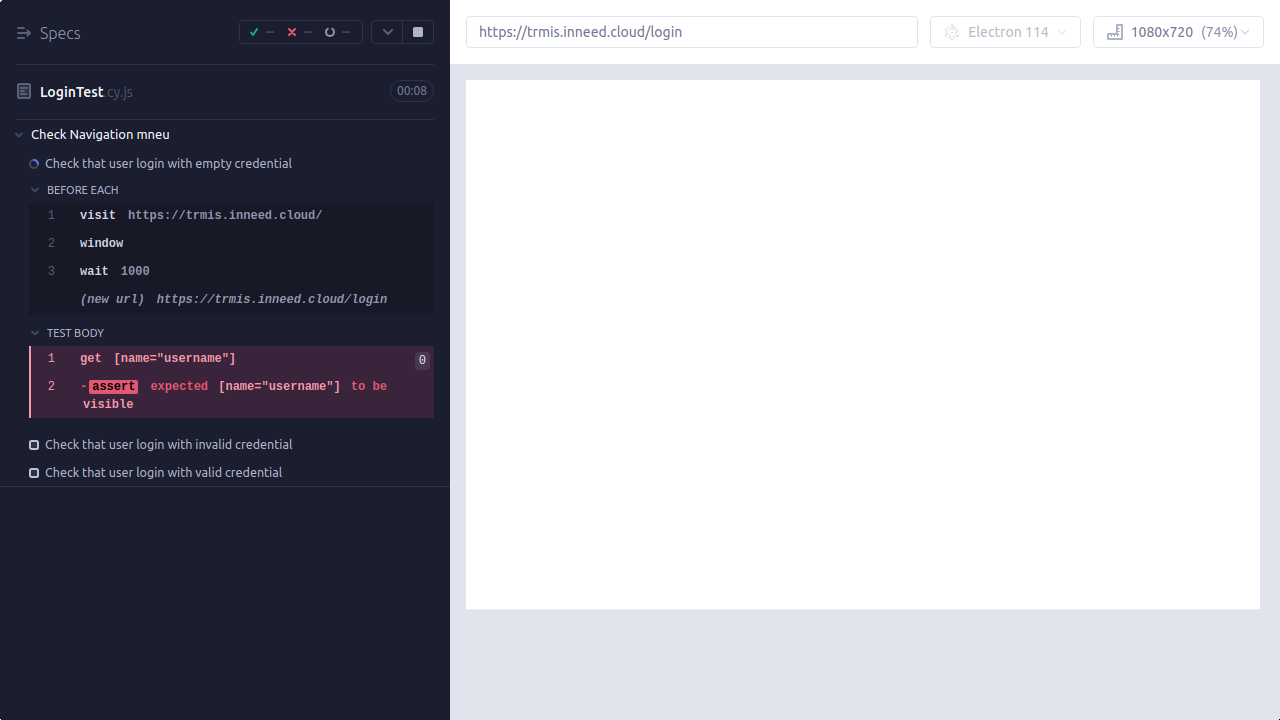 Specs
-- -- --
https://trmis.inneed.cloud/login
Electron 114
1080x720 (74%)
LoginTest.cy.js
00:08
Check Navigation mneu
Check that user login with empty credential
BEFORE EACH
1 visit https://trmis.inneed.cloud/
2 window
3 wait 1000
(new url) https://trmis.inneed.cloud/login
TEST BODY
1 get [name="username"] 0
2 -assert expected [name="username"] to be
visible
Check that user login with invalid credential
Check that user login with valid credential